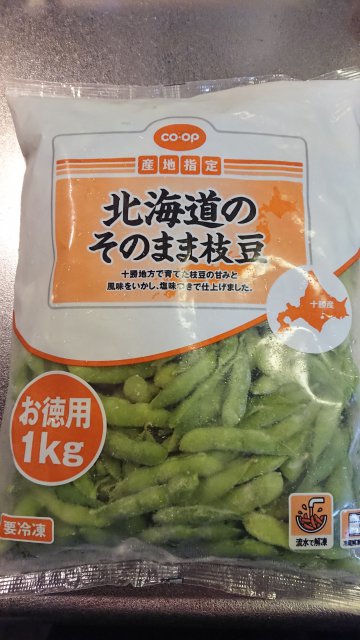 co·op
産地指定
北海道の
そのまま枝豆
十勝地方で育てた枝豆の甘みと
風味をいかし、塩味つきで仕上げました。
十勝産
お徳用
1kg
要冷凍
流水で解凍